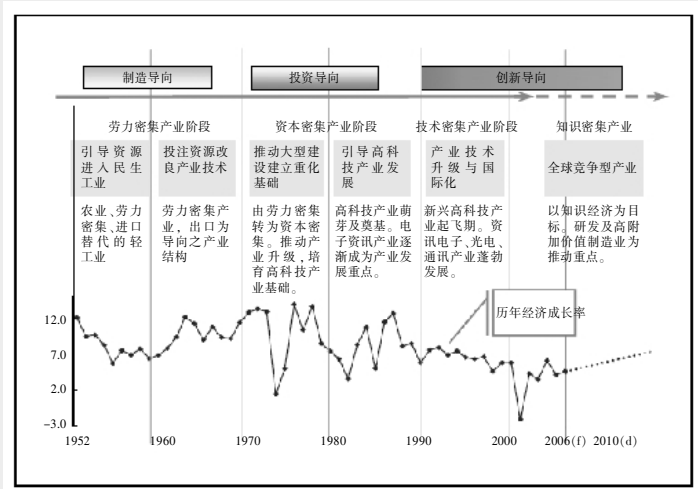 制造导向
投资导向
创新导向
劳力密集产业阶段
资本密集产业阶段
技术密集产业阶段
知识密集产业
引导资源
进入民生
工业
投注资源改
良产业技术
推动大型建
设建立重化
基础
引导高科
技产业发
展
产业技术
升级与国
际化
全球竞争型产业
农业、劳力
密集、进口
替代的轻
工业
劳力密集产
业，出口为
导向之产业
结构
由劳力密集
转为资本密
集。推动产
业升级，培
育高科技产
业基础。
高科技产业萌
芽及奠基。电
子资讯产业逐
渐成为产业发
展重点。
新兴高科技产
业起飞期。资
讯电子、光电、
通讯产业蓬勃
发展。
以知识经济为目
标。研发及高附
加价值制造业为
推动重点。
历年经济成长率
12.0
7.0
2.0
-3.0
1952 1960 1970 1980 1990 2000 2006(f) 2010(d)